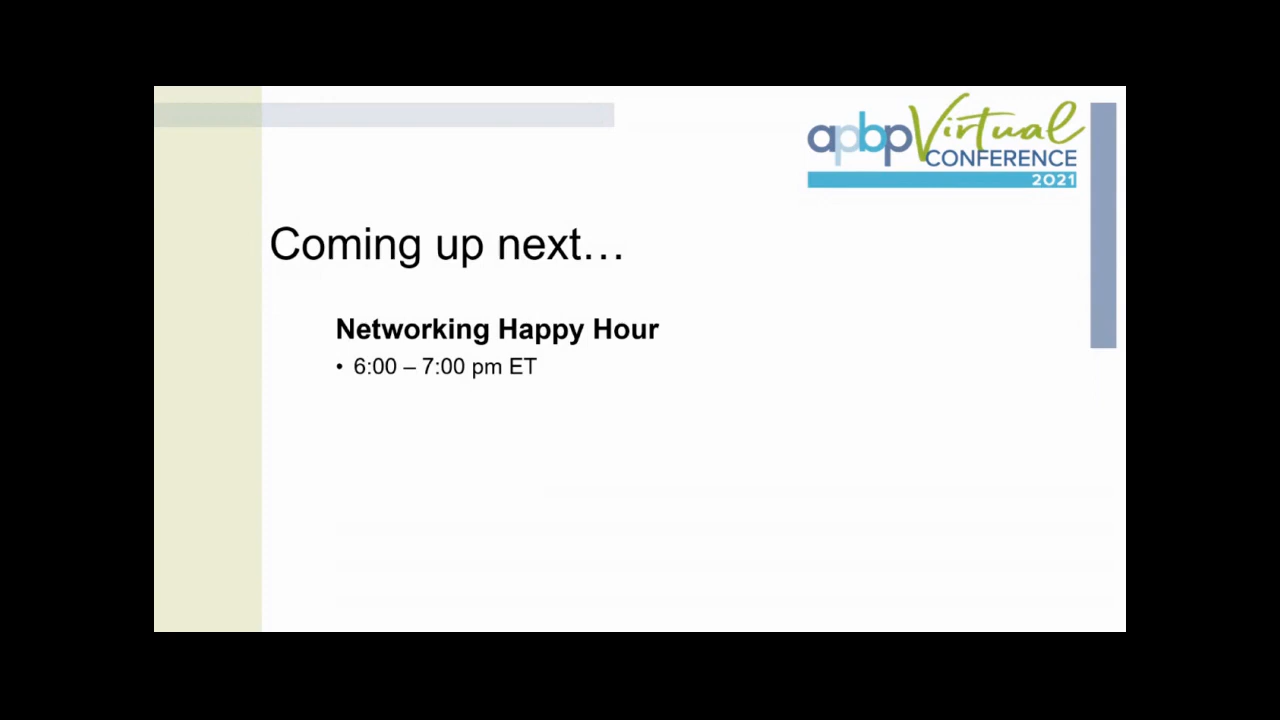 apbp Virtual
CONFERENCE
2021
Coming up next…
Networking Happy Hour
• 6:00 – 7:00 pm ET